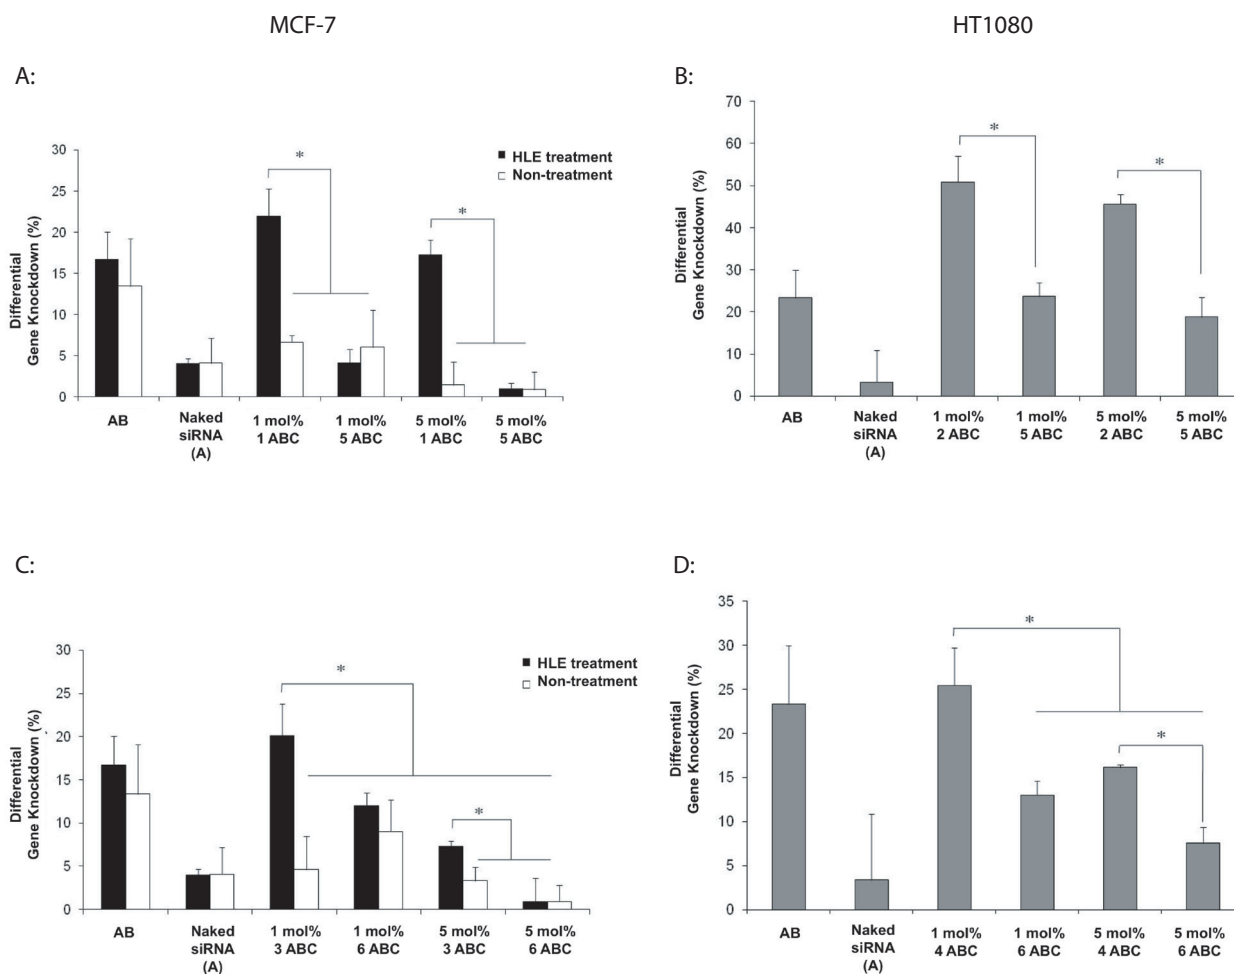 MCF-7
HT1080
A:
Differential
Gene Knockdown (%)
30
25
20
15
10
5
0
HLE treatment
Non-treatment
*
*
AB
Naked
siRNA
(A)
1 mol%
1 ABC
1 mol%
5 ABC
5 mol%
1 ABC
5 mol%
5 ABC
B:
Differential
Gene Knockdown (%)
70
60
50
40
30
20
10
0
*
*
AB
Naked
siRNA
(A)
1 mol%
2 ABC
1 mol%
5 ABC
5 mol%
2 ABC
5 mol%
5 ABC
C:
Differential
Gene Knockdown (%)
30
25
20
15
10
5
0
HLE treatment
Non-treatment
*
*
AB
Naked
siRNA
(A)
1 mol%
3 ABC
1 mol%
6 ABC
5 mol%
3 ABC
5 mol%
6 ABC
D:
Differential
Gene Knockdown (%)
35
30
25
20
15
10
5
0
*
*
AB
Naked
siRNA
(A)
1 mol%
4 ABC
1 mol%
6 ABC
5 mol%
4 ABC
5 mol%
6 ABC